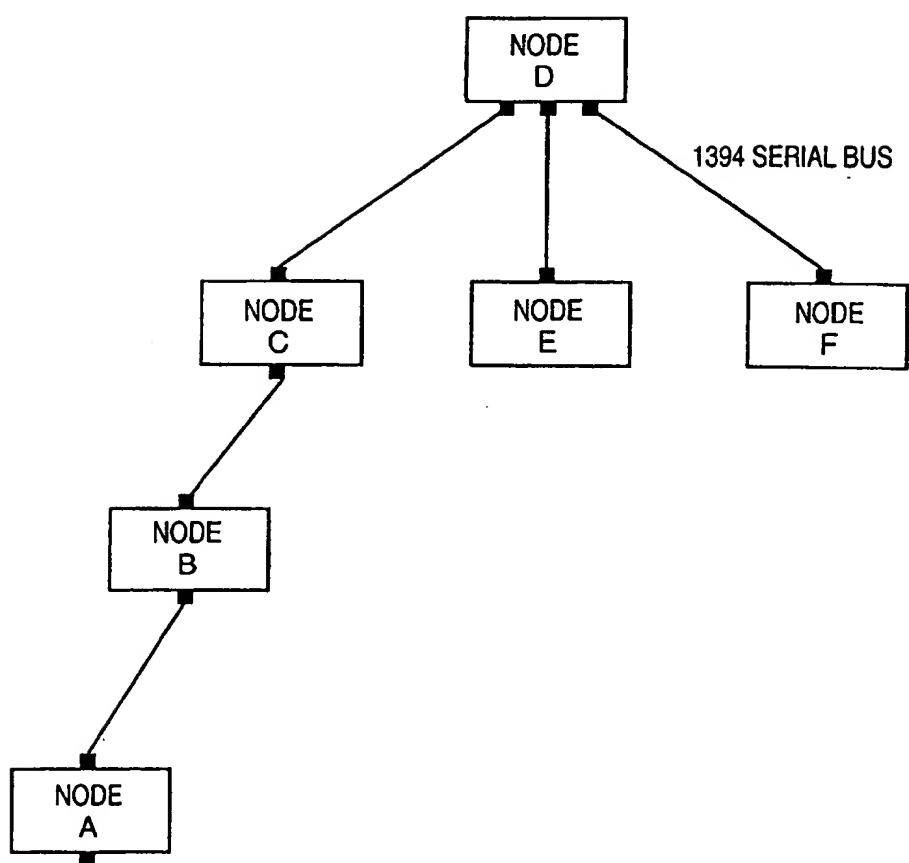 NODE
D
1394 SERIAL BUS
NODE
C
NODE
E
NODE
F
NODE
B
NODE
A